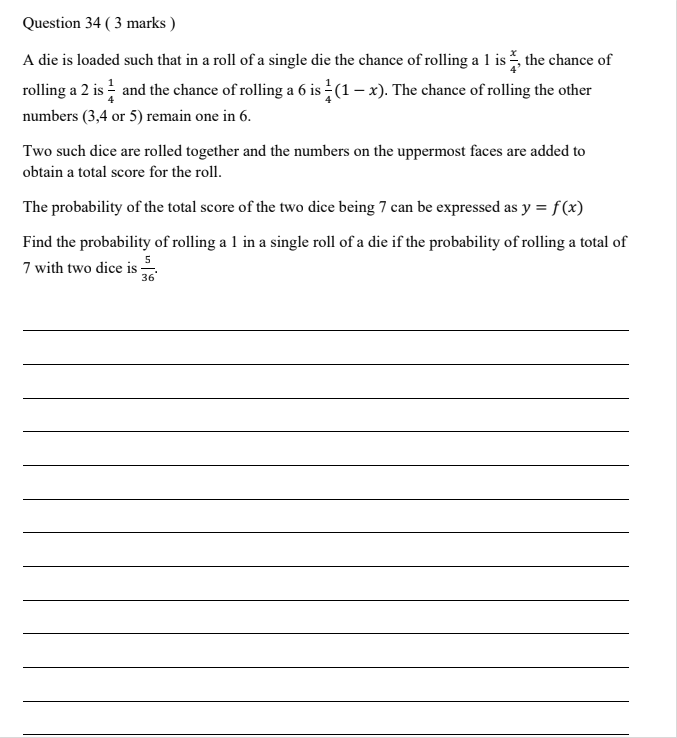 Question 34 ( 3 marks )
A die is loaded such that in a roll of a single die the chance of rolling a 1 is x/4, the chance of
rolling a 2 is 1/4 and the chance of rolling a 6 is 1/4(1 − x). The chance of rolling the other
numbers (3,4 or 5) remain one in 6.
Two such dice are rolled together and the numbers on the uppermost faces are added to
obtain a total score for the roll.
The probability of the total score of the two dice being 7 can be expressed as y = f(x)
Find the probability of rolling a 1 in a single roll of a die if the probability of rolling a total of
7 with two dice is 5/36.